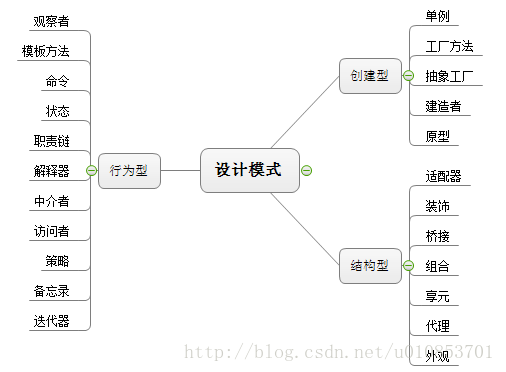 设计模式
创建型
单例
工厂方法
抽象工厂
建造者
原型
结构型
适配器
装饰
桥接
组合
享元
代理
外观
行为型
观察者
模板方法
命令
状态
职责链
解释器
中介者
访问者
策略
备忘录
迭代器
http://blog.csdn.net/u010853701